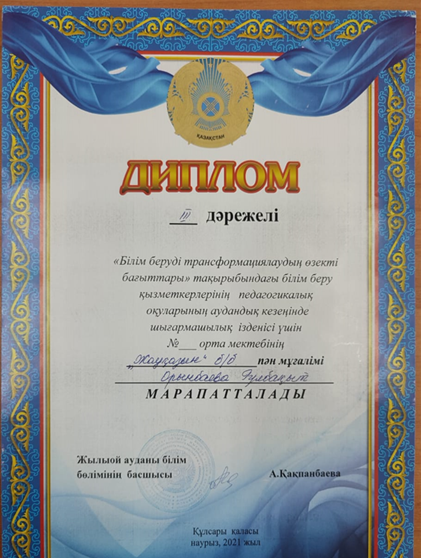 ҚАЗАҚСТАН
ДИПЛОМ
III дәрежелі
«Білім беруді трансформациялаудың өзекті
бағыттары» тақырыбындағы білім беру
қызметкерлерінің педагогикалық
оқуларының аудандық кезеңінде
шығармашылық ізденісі үшін
№___ орта мектебінің
"Жауқазын" б/б пән мұғалімі
Орынбаева Гулбақыт
МАРАПАТТАЛАДЫ
Жылыой ауданы білім
бөлімінің басшысы А.Қақпанбаева
Құлсары қаласы
наурыз, 2021 жыл